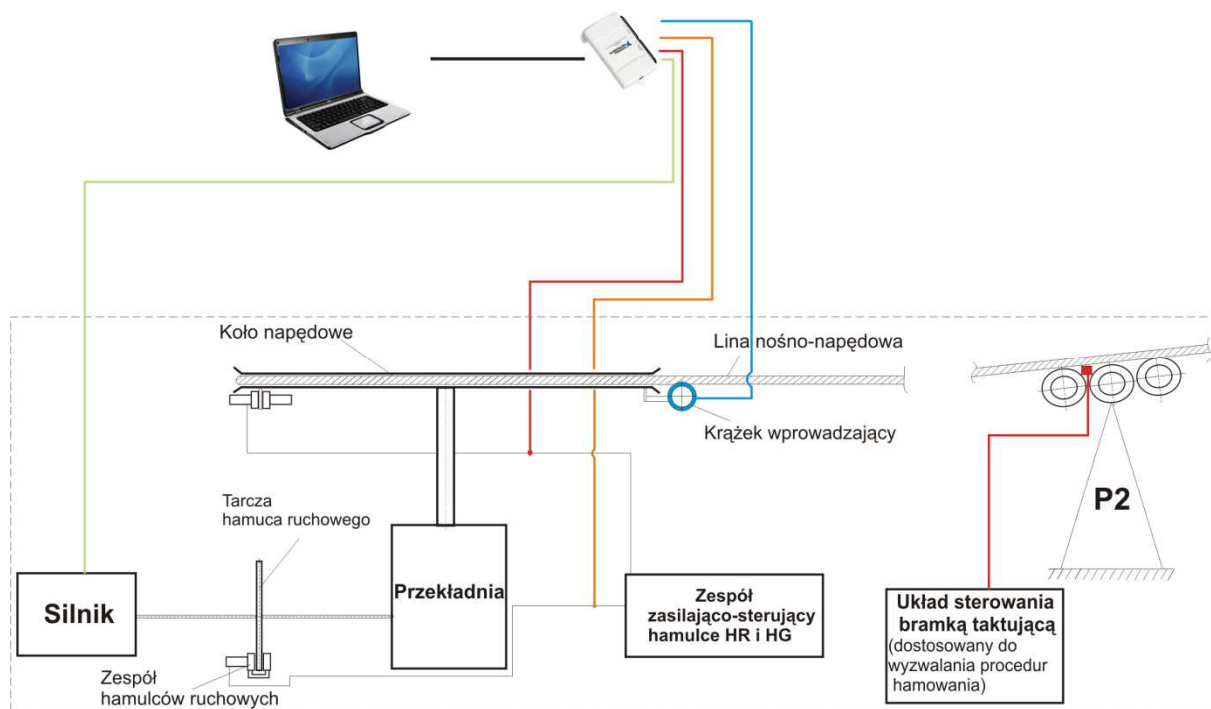 Koło napędowe
Lina nośno-napędowa
Krążek wprowadzający
Tarcza
hamuca ruchowego
P2
Silnik
Przekładnia
Zespół
zasilająco-sterujący
hamulce HR i HG
Układ sterowania
bramką taktującą
(dostosowany do
wyzwalania procedur
hamowania)
Zespół
hamulców ruchowych